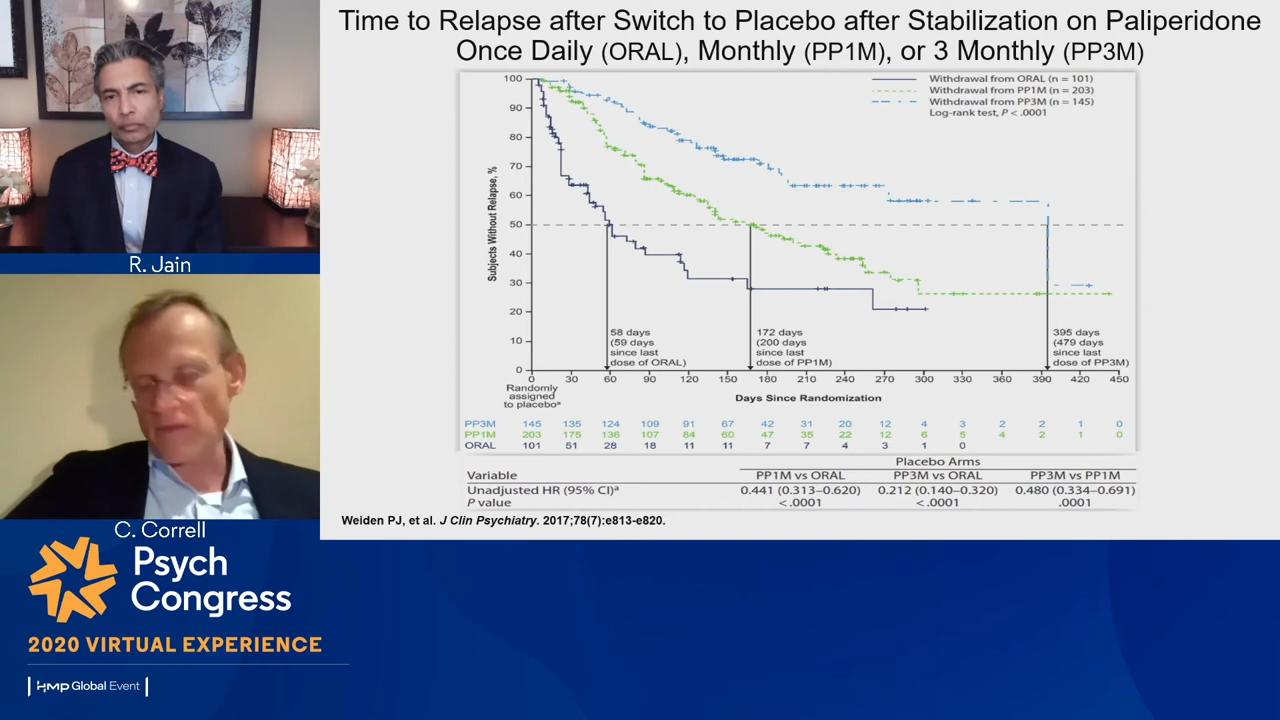 Time to Relapse after Switch to Placebo after Stabilization on Paliperidone
Once Daily (ORAL), Monthly (PP1M), or 3 Monthly (PP3M)
R. Jain
C. Correll
Psych
Congress
2020 VIRTUAL EXPERIENCE
HMP Global Event
Withdrawal from ORAL (n = 101)
Withdrawal from PP1M (n = 203)
Withdrawal from PP3M (n = 145)
Log-rank test, P < .0001
Subjects Without Relapse, %
100
90
80
70
60
50
40
30
20
10
0
58 days
(59 days
since last
dose of ORAL)
172 days
(200 days
since last
dose of PP1M)
395 days
(479 days
since last
dose of PP3M)
0 30 60 90 120 150 180 210 240 270 300 330 360 390 420 450
Randomly
assigned
to placeboᵃ
Days Since Randomization
PP3M 145 135 124 109 91 67 42 31 20 12 4 3 2 2 1 0
PP1M 203 175 136 107 84 60 47 35 22 12 6 5 4 2 1 0
ORAL 101 51 28 18 11 11 7 7 4 3 1 0
Placebo Arms
Variable PP1M vs ORAL PP3M vs ORAL PP3M vs PP1M
Unadjusted HR (95% CI)ᵃ 0.441 (0.313–0.620) 0.212 (0.140–0.320) 0.480 (0.334–0.691)
P value <.0001 <.0001 .0001
Weiden PJ, et al. J Clin Psychiatry. 2017;78(7):e813-e820.